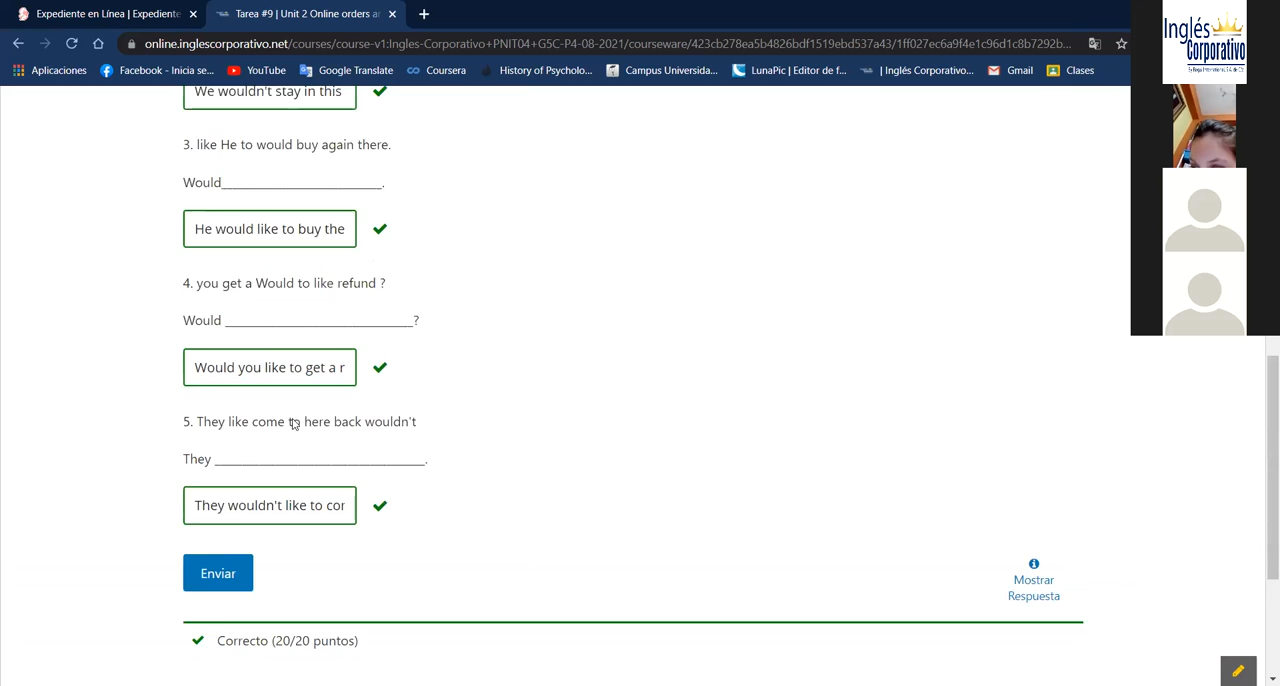 Expediente en Línea | Expediente
Tarea #9 | Unit 2 Online orders ar
online.inglescorporativo.net/courses/course-v1:Ingles-Corporativo+PNIT04+G5C-P4-08-2021/courseware/423cb278ea5b4826bdf1519ebd537a43/1ff027ec6a9f4e1c96d1c8b7292b...
Aplicaciones Facebook - Inicia se... YouTube Google Translate Coursera History of Psycholo... Campus Universida... LunaPic | Editor de f... | Inglés Corporativo... Gmail Clases
Inglés
Corporativo
We wouldn't stay in this
3. like He to would buy again there.
Would_________________________.
He would like to buy the
4. you get a Would to like refund ?
Would _____________________________?
Would you like to get a r
5. They like come to here back wouldn't
They ________________________________.
They wouldn't like to cor
Enviar
Mostrar
Respuesta
Correcto (20/20 puntos)